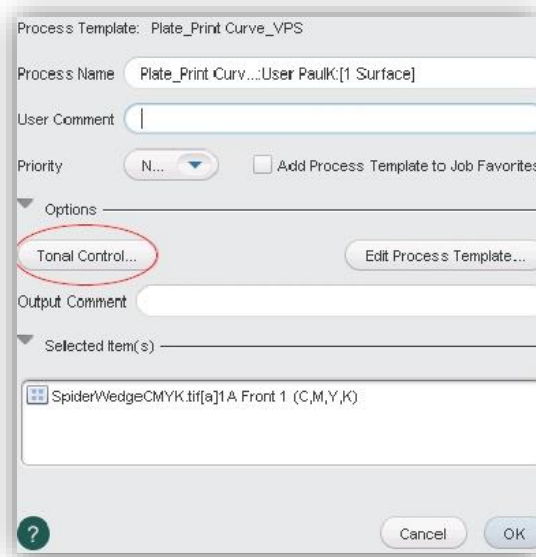 Process Template: Plate_Print Curve_VPS
Process Name Plate_Print Curv...:User PaulK:[1 Surface]
User Comment
Priority N... Add Process Template to Job Favorites
Options
Tonal Control... Edit Process Template...
Output Comment
Selected Item(s)
SpiderWedgeCMYK.tif[a]1A Front 1 (C,M,Y,K)
? Cancel OK